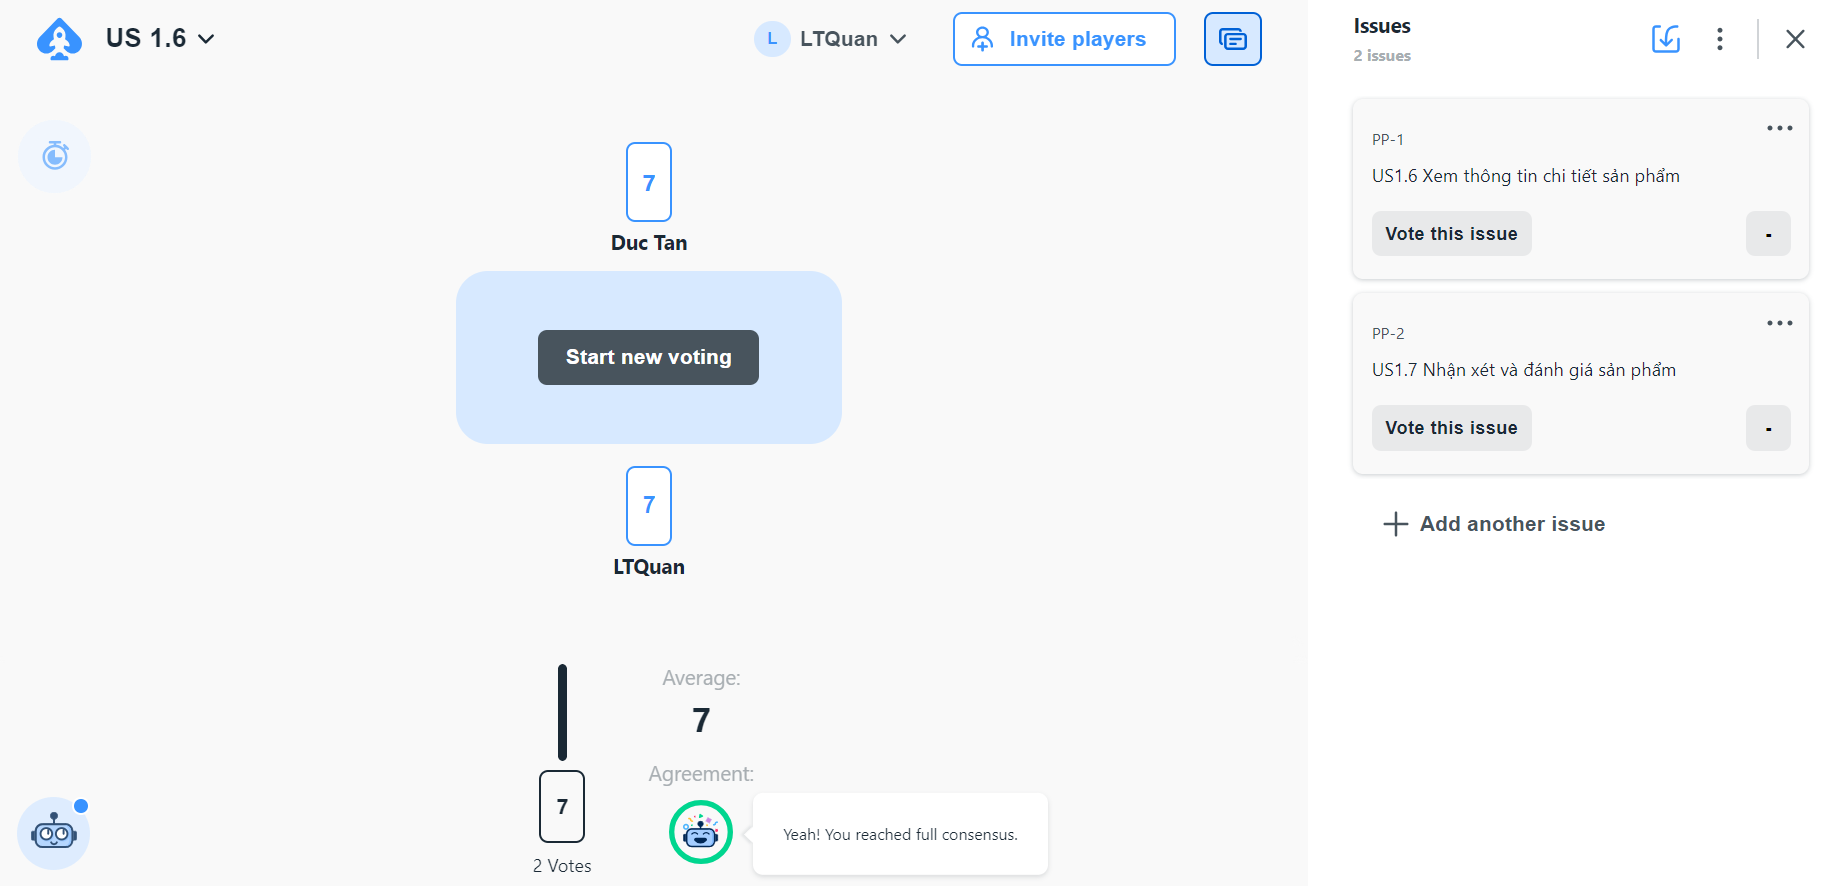 US 1.6
L LTQuan
Invite players
7
Duc Tan
Start new voting
7
LTQuan
Average:
7
Agreement:
7
2 Votes
Yeah! You reached full consensus.
Issues
2 issues
PP-1
US1.6 Xem thông tin chi tiết sản phẩm
Vote this issue -
PP-2
US1.7 Nhận xét và đánh giá sản phẩm
Vote this issue -
Add another issue